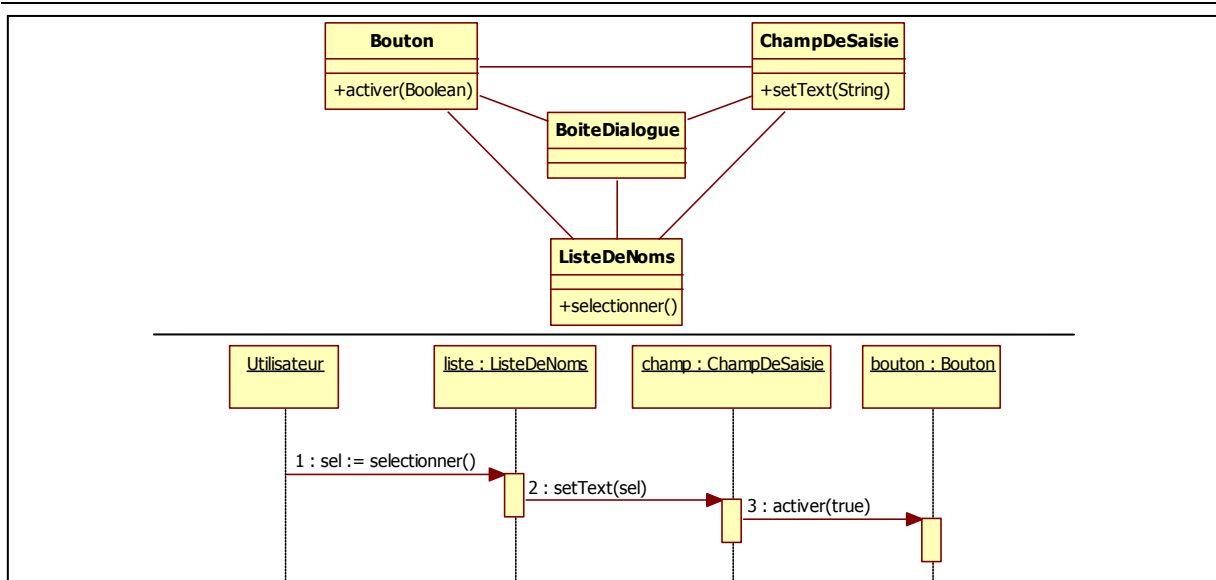 Bouton
+activer(Boolean)
ChampDeSaisie
+setText(String)
BoiteDialogue
ListeDeNoms
+selectionner()
Utilisateur
liste : ListeDeNoms
champ : ChampDeSaisie
bouton : Bouton
1 : sel := selectionner()
2 : setText(sel)
3 : activer(true)